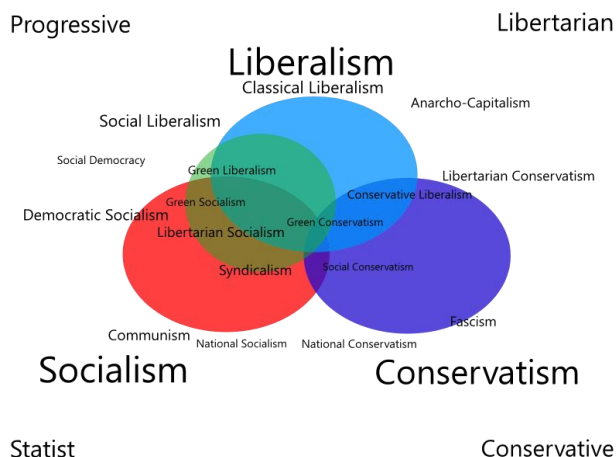 Progressive
Libertarian
Liberalism
Classical Liberalism
Anarcho-Capitalism
Social Liberalism
Social Democracy
Green Liberalism
Libertarian Conservatism
Conservative Liberalism
Green Socialism
Democratic Socialism
Green Conservatism
Libertarian Socialism
Syndicalism
Social Conservatism
Fascism
Communism
National Socialism
National Conservatism
Socialism
Conservatism
Statist
Conservative